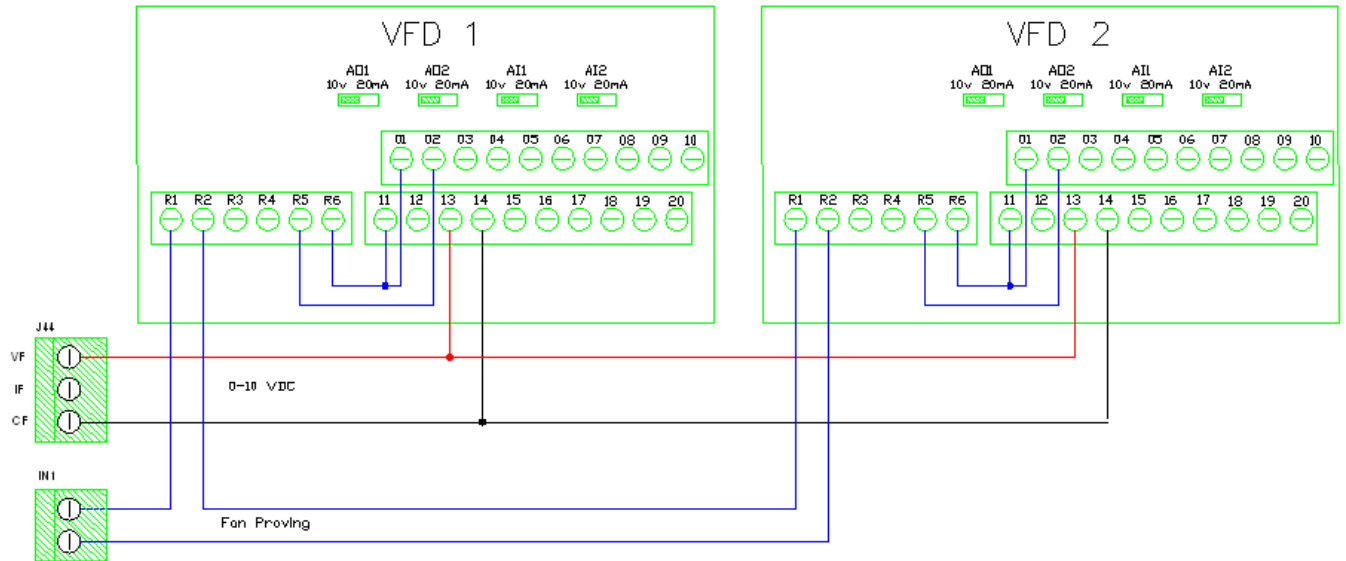 VFD 1 VFD 2
AO1 AO2 AI1 AI2 AO1 AO2 AI1 AI2
10v 20mA 10v 20mA 10v 20mA 10v 20mA 10v 20mA 10v 20mA 10v 20mA 10v 20mA
01 02 03 04 05 06 07 08 09 10 01 02 03 04 05 06 07 08 09 10
R1 R2 R3 R4 R5 R6 11 12 13 14 15 16 17 18 19 20 R1 R2 R3 R4 R5 R6 11 12 13 14 15 16 17 18 19 20
J44
VF
IF 0-10 VDC
CF
IN1
Fan Proving